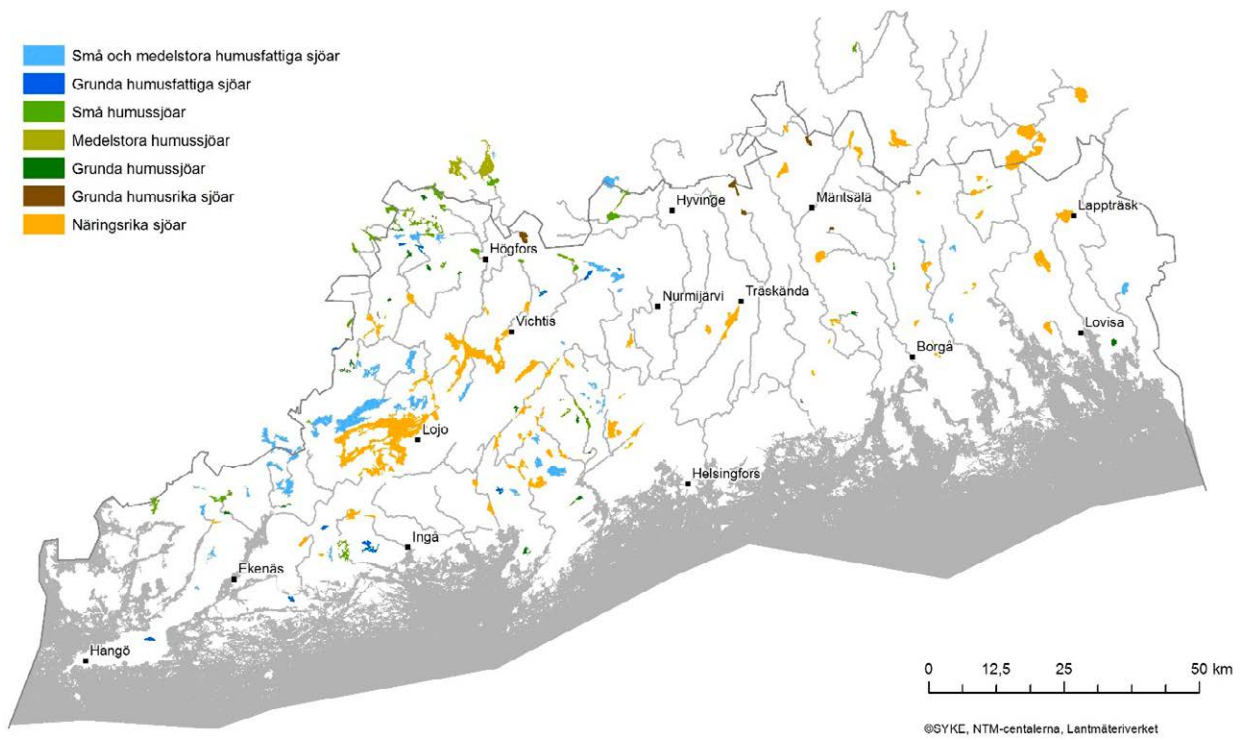 Små och medelstora humusfattiga sjöar
Grunda humusfattiga sjöar
Små humussjöar
Medelstora humussjöar
Grunda humussjöar
Grunda humusrika sjöar
Näringsrika sjöar
Hyvinge
Mäntsälä
Lappträsk
Högfors
Nurmijärvi
Träskända
Vichtis
Lovisa
Borgå
Lojo
Helsingfors
Ingå
Ekenäs
Hangö
0 12,5 25 50 km
©SYKE, NTM-centalerna, Lantmäteriverket